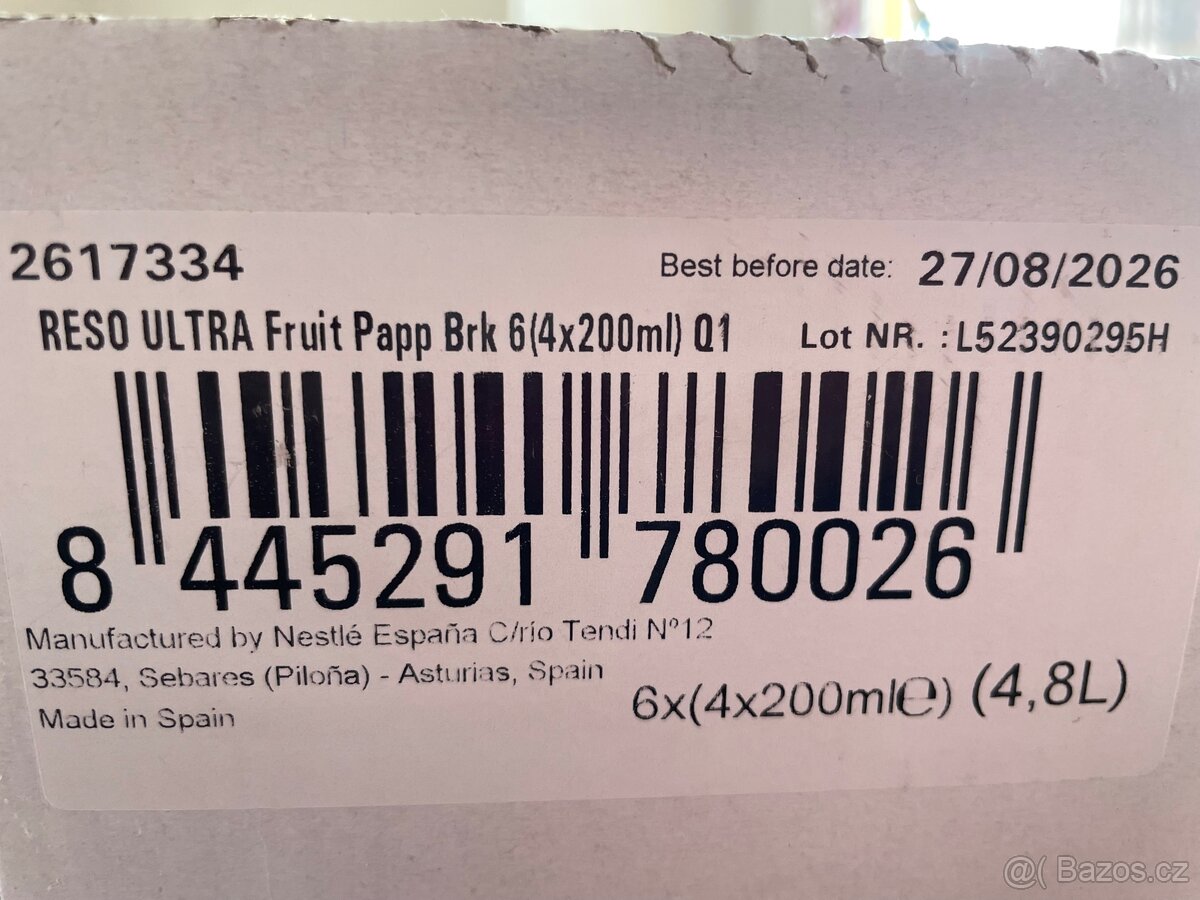 2617334
Best before date: 27/08/2026
RESO ULTRA Fruit Papp Brk 6(4x200ml) Q1
Lot NR. :L52390295H
8 445291 780026
Manufactured by Nestlé España C/río Tendi Nº12
33584, Sebares (Piloña) - Asturias, Spain
Made in Spain
6x(4x200ml℮) (4,8L)
@( Bazos.cz